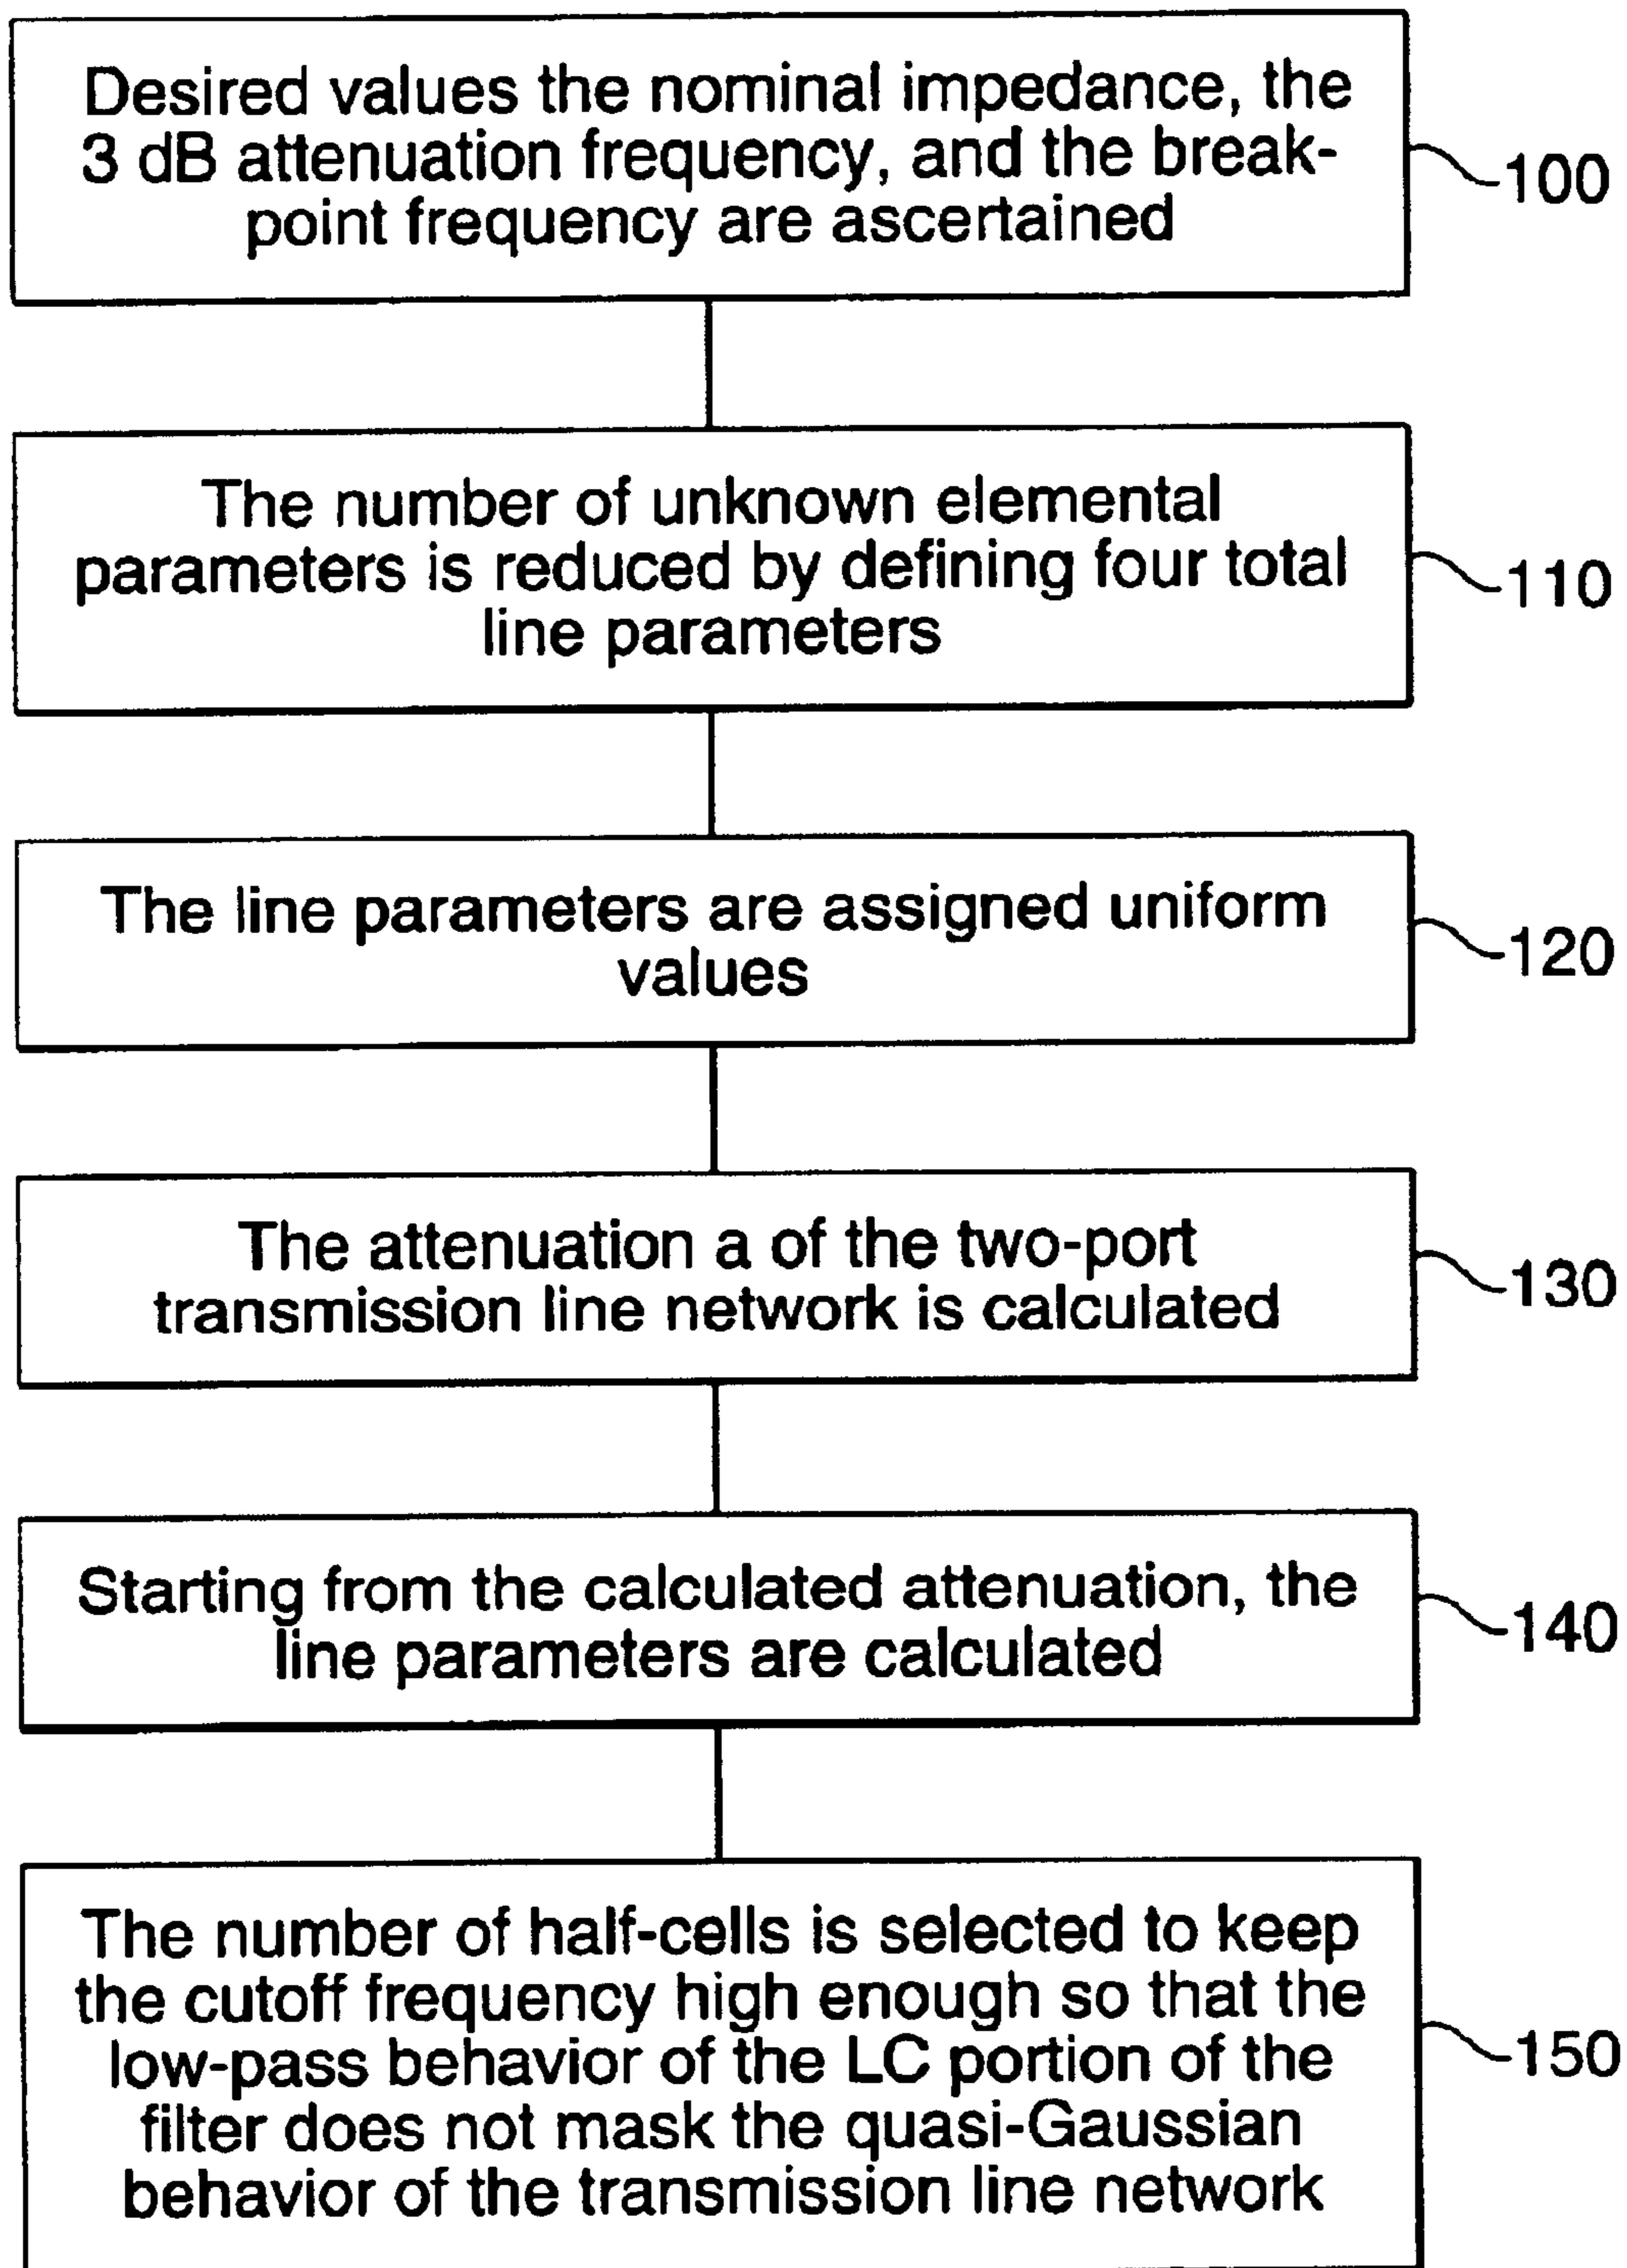 Desired values the nominal impedance, the
3 dB attenuation frequency, and the break-
point frequency are ascertained
100
The number of unknown elemental
parameters is reduced by defining four total
line parameters
110
The line parameters are assigned uniform
values
120
The attenuation a of the two-port
transmission line network is calculated
130
Starting from the calculated attenuation, the
line parameters are calculated
140
The number of half-cells is selected to keep
the cutoff frequency high enough so that the
low-pass behavior of the LC portion of the
filter does not mask the quasi-Gaussian
behavior of the transmission line network
150